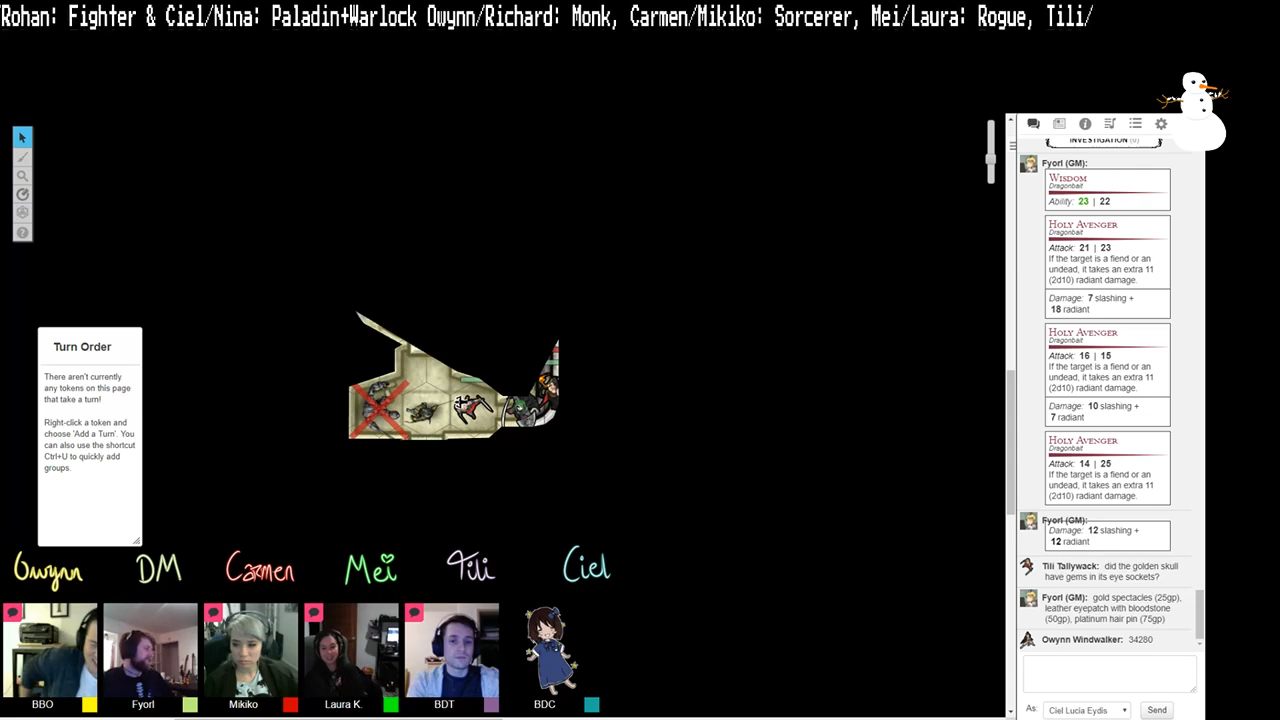 Rohan: Fighter & Ciel/Nina: Paladin+Warlock Owynn/Richard: Monk, Carmen/Mikiko: Sorcerer, Mei/Laura: Rogue, Tili/
INVESTIGATION (0)
Fyorl (GM):
WISDOM
Dragonbait
Ability: 23 | 22
HOLY AVENGER
Dragonbait
Attack: 21 | 23
If the target is a fiend or an
undead, it takes an extra 11
(2d10) radiant damage.
Damage: 7 slashing +
18 radiant
HOLY AVENGER
Dragonbait
Attack: 16 | 15
If the target is a fiend or an
undead, it takes an extra 11
(2d10) radiant damage.
Damage: 10 slashing +
7 radiant
HOLY AVENGER
Dragonbait
Attack: 14 | 25
If the target is a fiend or an
undead, it takes an extra 11
(2d10) radiant damage.
Fyorl (GM):
Damage: 12 slashing +
12 radiant
Tili Tallywack: did the golden skull
have gems in its eye sockets?
Fyorl (GM): gold spectacles (25gp),
leather eyepatch with bloodstone
(50gp), platinum hair pin (75gp)
Owynn Windwalker: 34280
As: Ciel Lucia Eydis Send
Turn Order
There aren't currently
any tokens on this page
that take a turn!
Right-click a token and
choose 'Add a Turn'. You
can also use the shortcut
Ctrl+U to quickly add
groups.
Owynn DM Carmen Mei Tili Ciel
BBO Fyorl Mikiko Laura K. BDT BDC